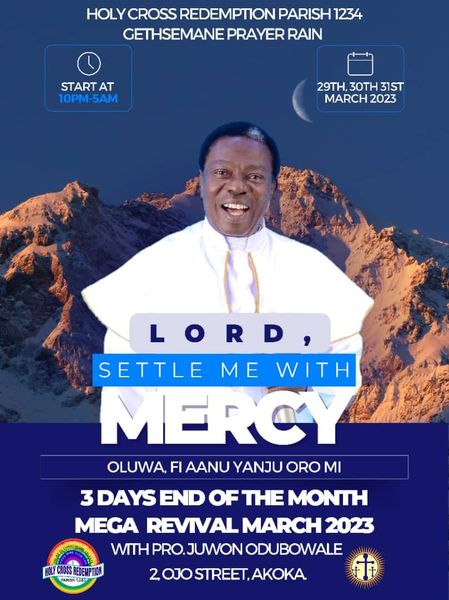 HOLY CROSS REDEMPTION PARISH 1234
GETHSEMANE PRAYER RAIN
START AT
10PM-5AM
29TH, 30TH 31ST
MARCH 2023
LORD,
SETTLE ME WITH
MERCY
OLUWA, FI AANU YANJU ORO MI
3 DAYS END OF THE MONTH
MEGA REVIVAL MARCH 2023
WITH PRO. JUWON ODUBOWALE
2, OJO STREET, AKOKA.
HOLY CROSS REDEMPTION
PARISH 1234